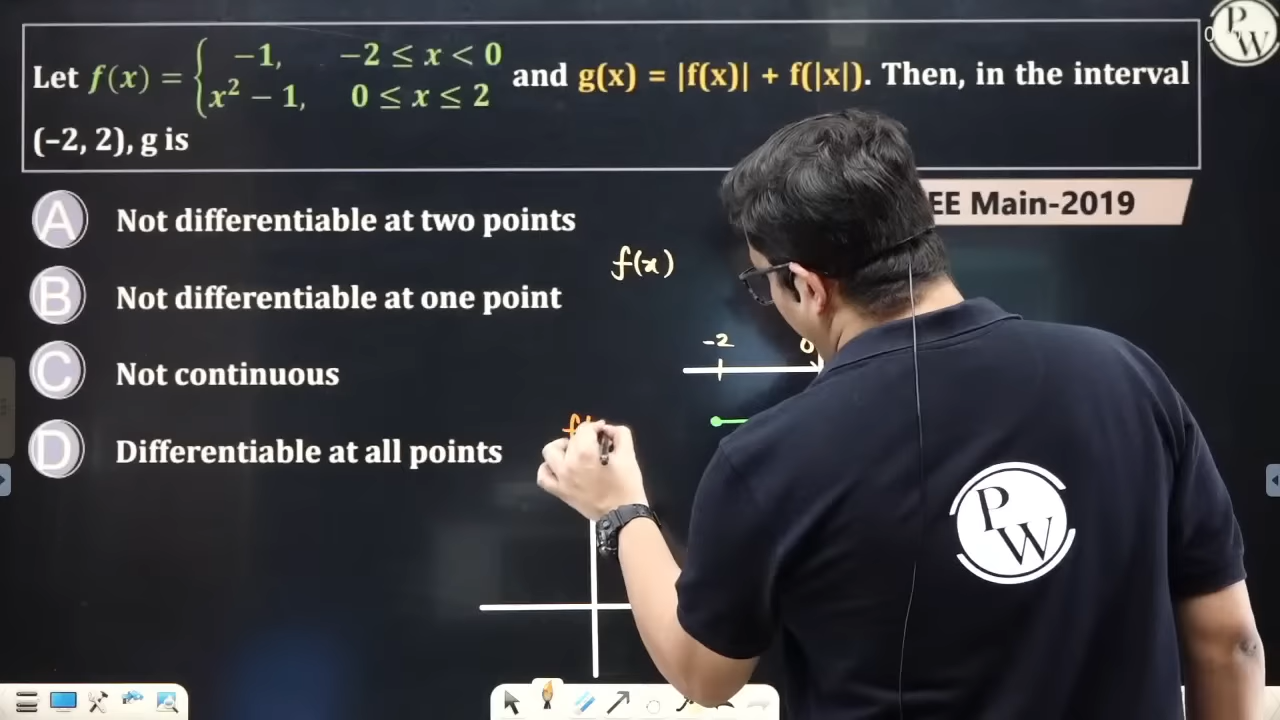 Let f(x) = { −1, −2 ≤ x < 0
x² − 1, 0 ≤ x ≤ 2 and g(x) = |f(x)| + f(|x|). Then, in the interval
(−2, 2), g is
EE Main-2019
A Not differentiable at two points
f(x)
B Not differentiable at one point
-2 0
C Not continuous
D Differentiable at all points
PW
PW